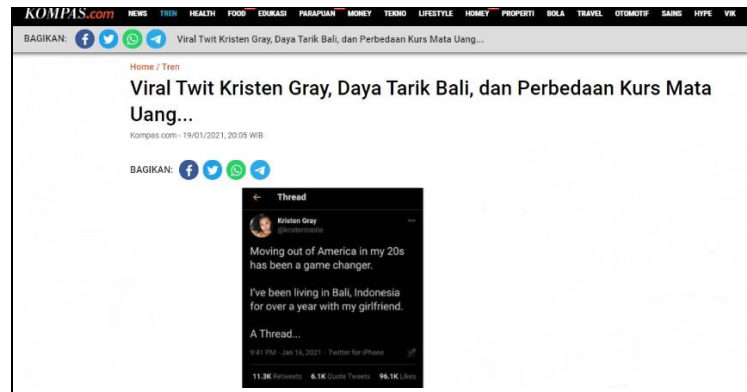 KOMPAS.com NEWS TREN HEALTH FOOD EDUKASI PARAPUAN MONEY TEKNO LIFESTYLE HOMEY PROPERTI BOLA TRAVEL OTOMOTIF SAINS HYPE VIK
BAGIKAN: Viral Twit Kristen Gray, Daya Tarik Bali, dan Perbedaan Kurs Mata Uang...
Home / Tren
Viral Twit Kristen Gray, Daya Tarik Bali, dan Perbedaan Kurs Mata
Uang...
Kompas.com - 19/01/2021, 20:05 WIB
BAGIKAN:
Thread
Kristen Gray
@kristentootie
Moving out of America in my 20s
has been a game changer.
I've been living in Bali, Indonesia
for over a year with my girlfriend.
A Thread...
9:41 PM · Jan 16, 2021 · Twitter for iPhone
11.3K Retweets 6.1K Quote Tweets 96.1K Likes